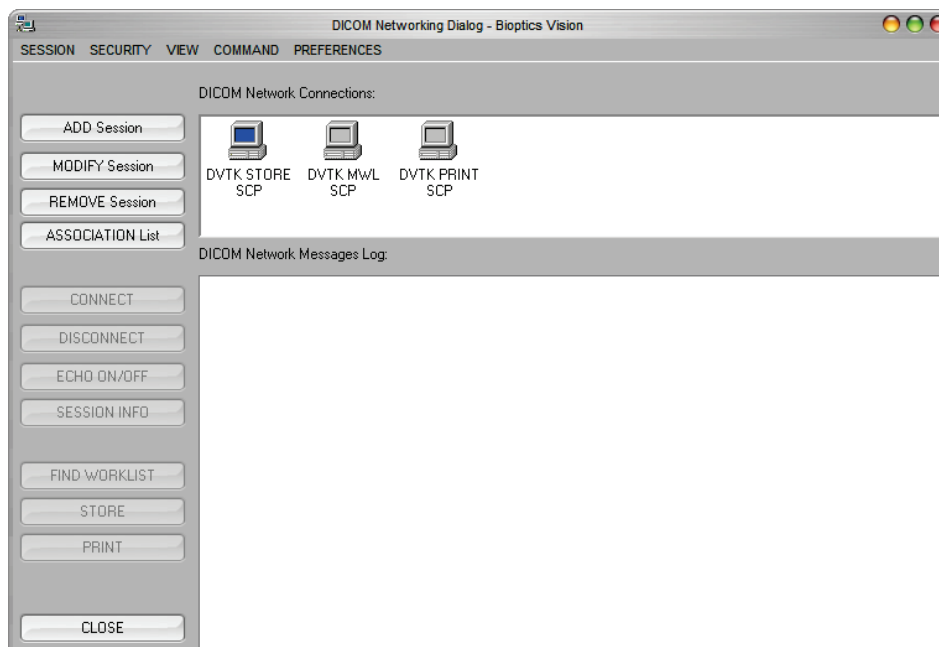 DICOM Networking Dialog - Bioptics Vision
SESSION SECURITY VIEW COMMAND PREFERENCES
DICOM Network Connections:
ADD Session
MODIFY Session
REMOVE Session
ASSOCIATION List
DVTK STORE
SCP
DVTK MWL
SCP
DVTK PRINT
SCP
DICOM Network Messages Log:
CONNECT
DISCONNECT
ECHO ON/OFF
SESSION INFO
FIND WORKLIST
STORE
PRINT
CLOSE